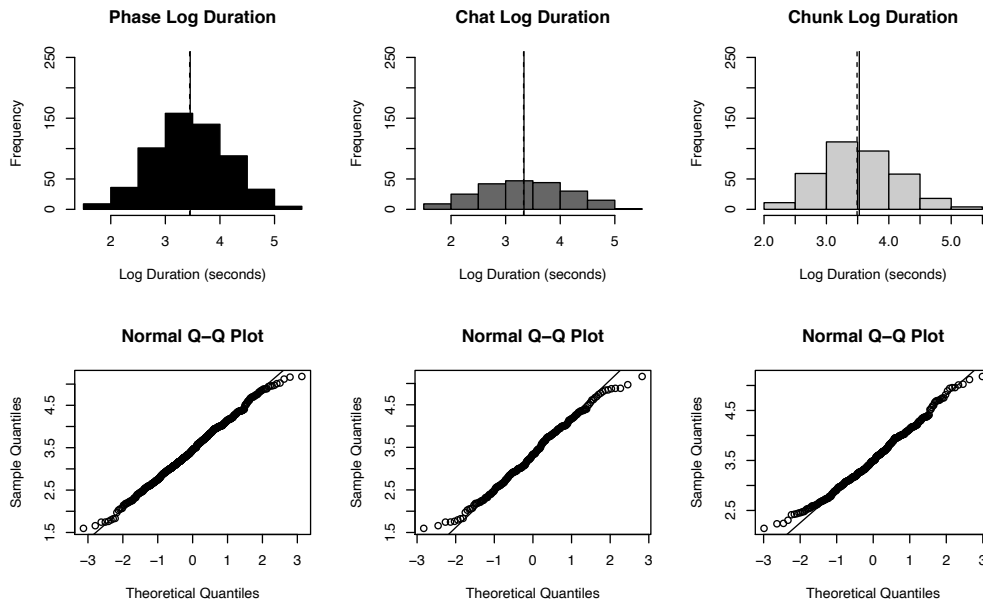 Phase Log Duration
Frequency
250
150
50
0
2 3 4 5
Log Duration (seconds)
Chat Log Duration
Frequency
250
150
50
0
2 3 4 5
Log Duration (seconds)
Chunk Log Duration
Frequency
250
150
50
0
2.0 3.0 4.0 5.0
Log Duration (seconds)
Normal Q−Q Plot
Sample Quantiles
4.5
3.5
2.5
1.5
−3 −2 −1 0 1 2 3
Theoretical Quantiles
Normal Q−Q Plot
Sample Quantiles
4.5
3.5
2.5
1.5
−3 −2 −1 0 1 2 3
Theoretical Quantiles
Normal Q−Q Plot
Sample Quantiles
4.5
3.5
2.5
−3 −2 −1 0 1 2 3
Theoretical Quantiles